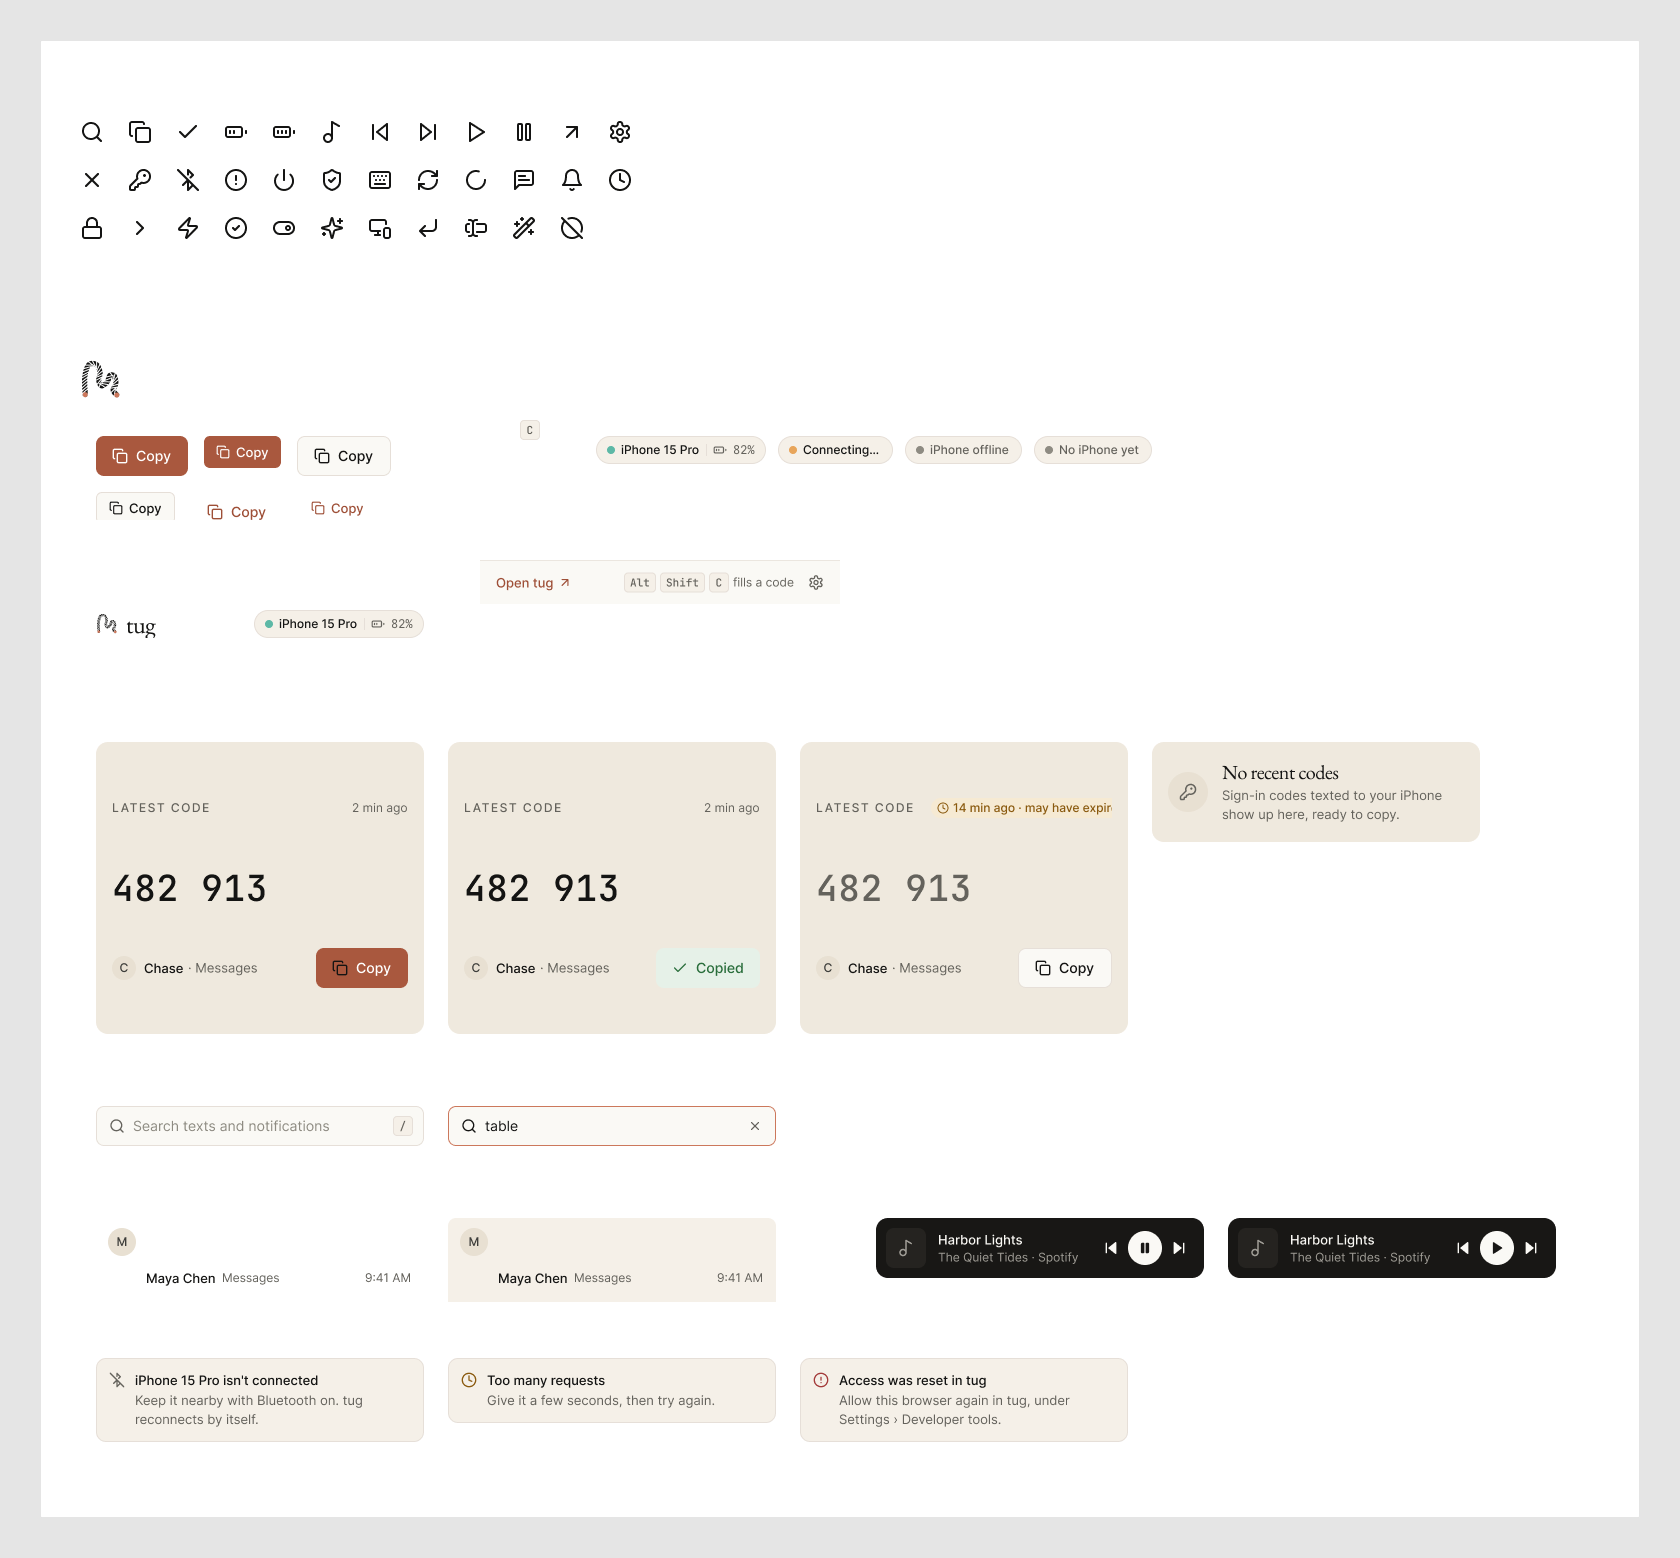 C
Copy
Copy
Copy
iPhone 15 Pro
82%
Connecting...
iPhone offline
No iPhone yet
Copy
Copy
Copy
Open tug
Alt
Shift
C
fills a code
tug
iPhone 15 Pro
82%
LATEST CODE
2 min ago
482 913
C
Chase · Messages
Copy
LATEST CODE
2 min ago
482 913
C
Chase · Messages
Copied
LATEST CODE
14 min ago · may have expir
482 913
C
Chase · Messages
Copy
No recent codes
Sign-in codes texted to your iPhone
show up here, ready to copy.
Search texts and notifications
/
table
M
Maya Chen Messages
9:41 AM
M
Maya Chen Messages
9:41 AM
Harbor Lights
The Quiet Tides · Spotify
Harbor Lights
The Quiet Tides · Spotify
iPhone 15 Pro isn't connected
Keep it nearby with Bluetooth on. tug
reconnects by itself.
Too many requests
Give it a few seconds, then try again.
Access was reset in tug
Allow this browser again in tug, under
Settings › Developer tools.